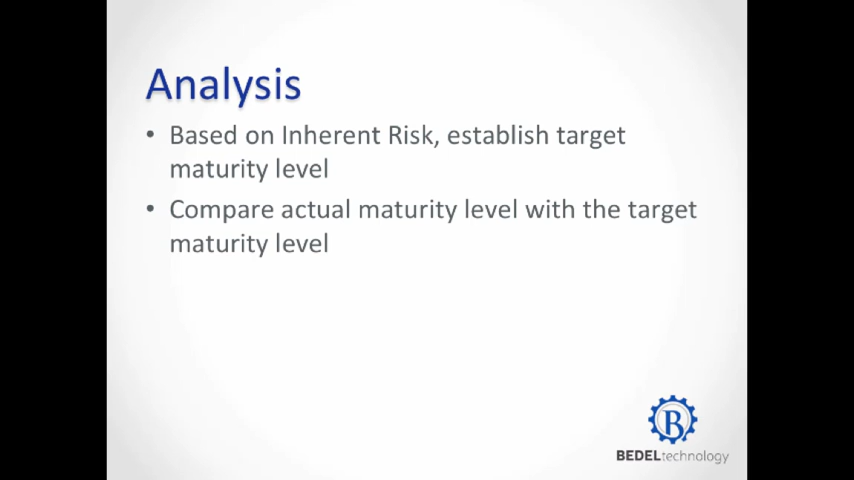 Analysis
• Based on Inherent Risk, establish target
maturity level
• Compare actual maturity level with the target
maturity level
B
BEDELtechnology